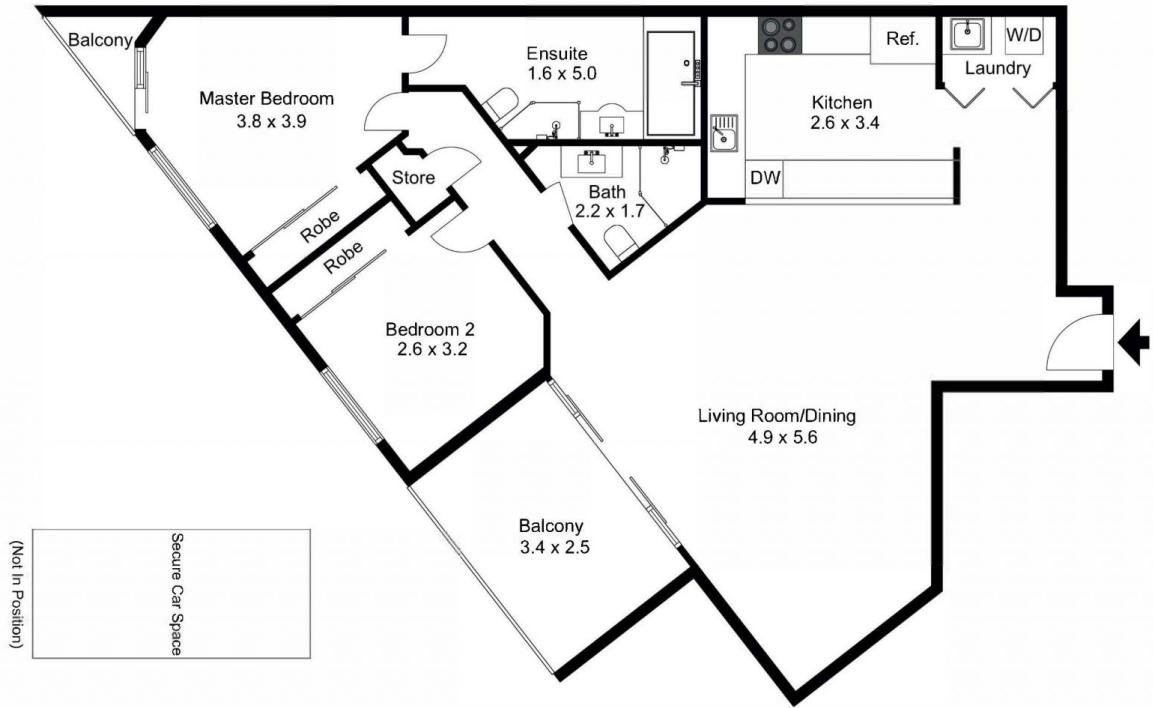 Balcony
Master Bedroom
3.8 x 3.9
Ensuite
1.6 x 5.0
Ref.
W/D
Laundry
Kitchen
2.6 x 3.4
DW
Store
Bath
2.2 x 1.7
Robe
Robe
Bedroom 2
2.6 x 3.2
Living Room/Dining
4.9 x 5.6
Balcony
3.4 x 2.5
Secure Car Space
(Not In Position)